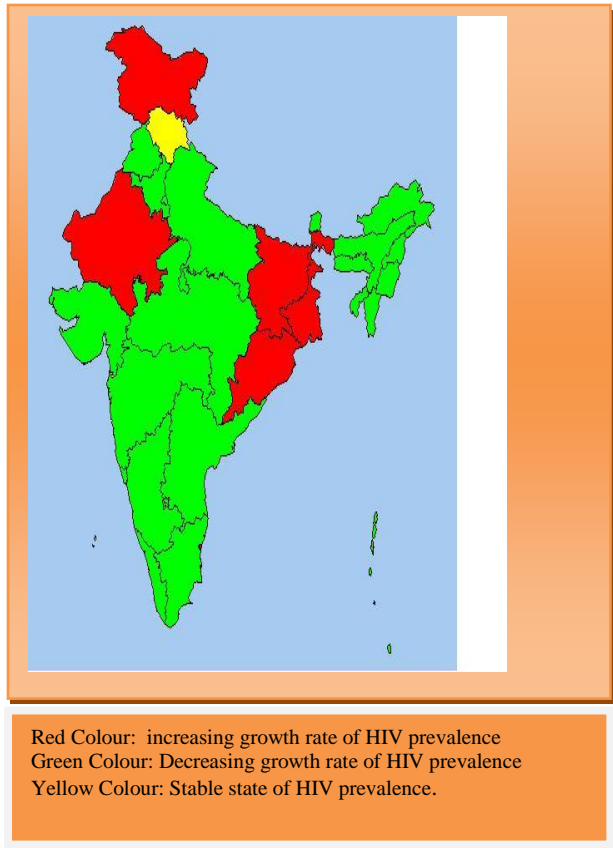 Red Colour:  increasing growth rate of HIV prevalence
Green Colour: Decreasing growth rate of HIV prevalence
Yellow Colour: Stable state of HIV prevalence.